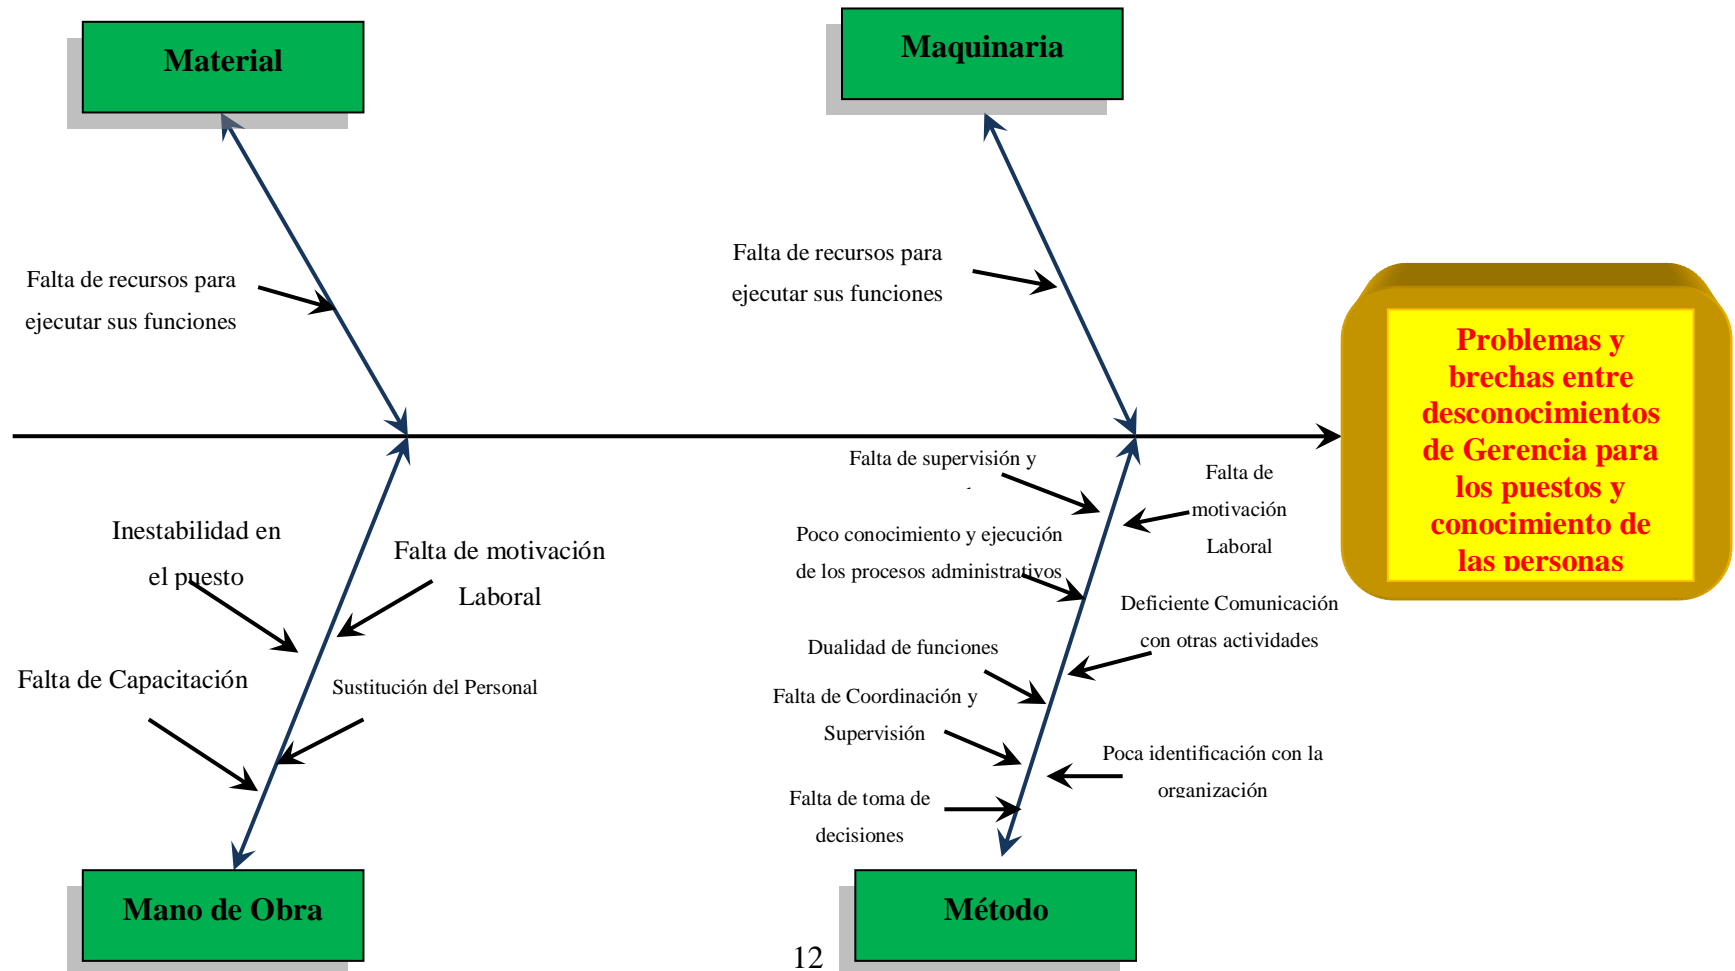 Material
Maquinaria
Falta de recursos para
ejecutar sus funciones
Falta de recursos para
ejecutar sus funciones
Problemas y
brechas entre
desconocimientos
de Gerencia para
los puestos y
conocimiento de
las personas
Inestabilidad en
el puesto
Falta de motivación
Laboral
Falta de Capacitación
Sustitución del Personal
Falta de supervisión y
Falta de
motivación
Laboral
Poco conocimiento y ejecución
de los procesos administrativos
Deficiente Comunicación
con otras actividades
Dualidad de funciones
Falta de Coordinación y
Supervisión
Poca identificación con la
organización
Falta de toma de
decisiones
Mano de Obra
Método
12